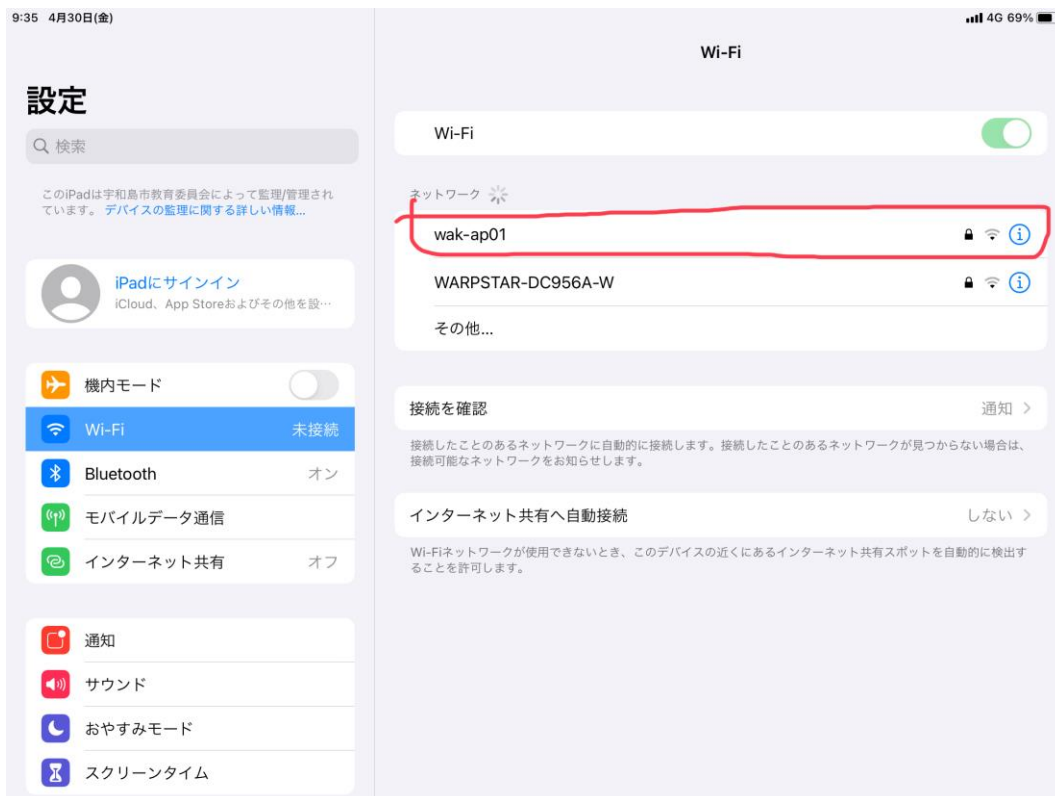 9:35 4月30日(金)
4G 69%
設定
検索
このiPadは宇和島市教育委員会によって監理/管理され
ています。 デバイスの監理に関する詳しい情報...
iPadにサインイン
iCloud、App Storeおよびその他を設…
機内モード
Wi-Fi 未接続
Bluetooth オン
モバイルデータ通信
インターネット共有 オフ
通知
サウンド
おやすみモード
スクリーンタイム
Wi-Fi
Wi-Fi
ネットワーク
wak-ap01
WARPSTAR-DC956A-W
その他...
接続を確認 通知
接続したことのあるネットワークに自動的に接続します。接続したことのあるネットワークが見つからない場合は、
接続可能なネットワークをお知らせします。
インターネット共有へ自動接続 しない
Wi-Fiネットワークが使用できないとき、このデバイスの近くにあるインターネット共有スポットを自動的に検出す
ることを許可します。